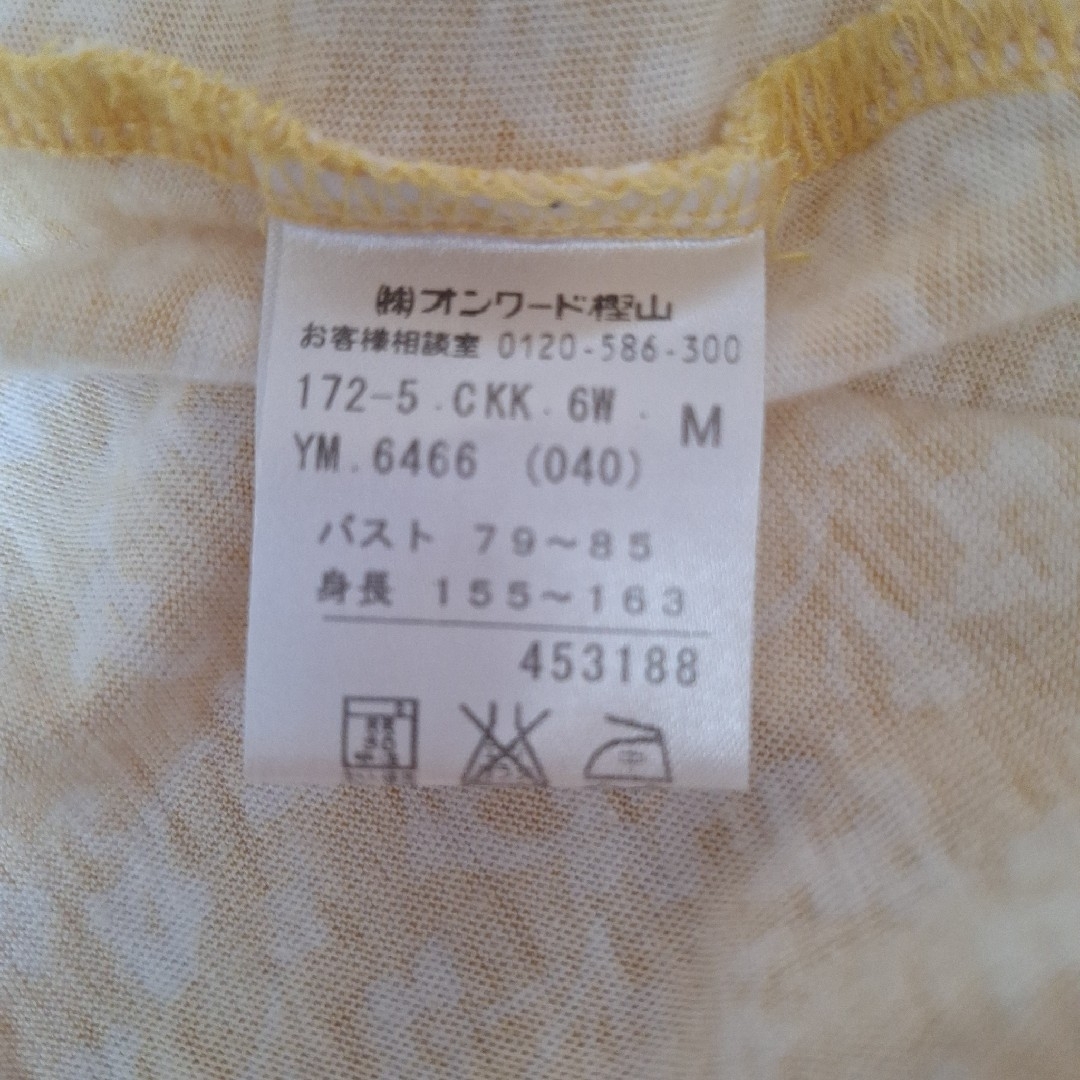 ㈱オンワード樫山
お客様相談室 0120-586-300
172-5.CKK.6W.
M
YM.6466 (040)
バスト 79～85
身長 155～163
453188
中